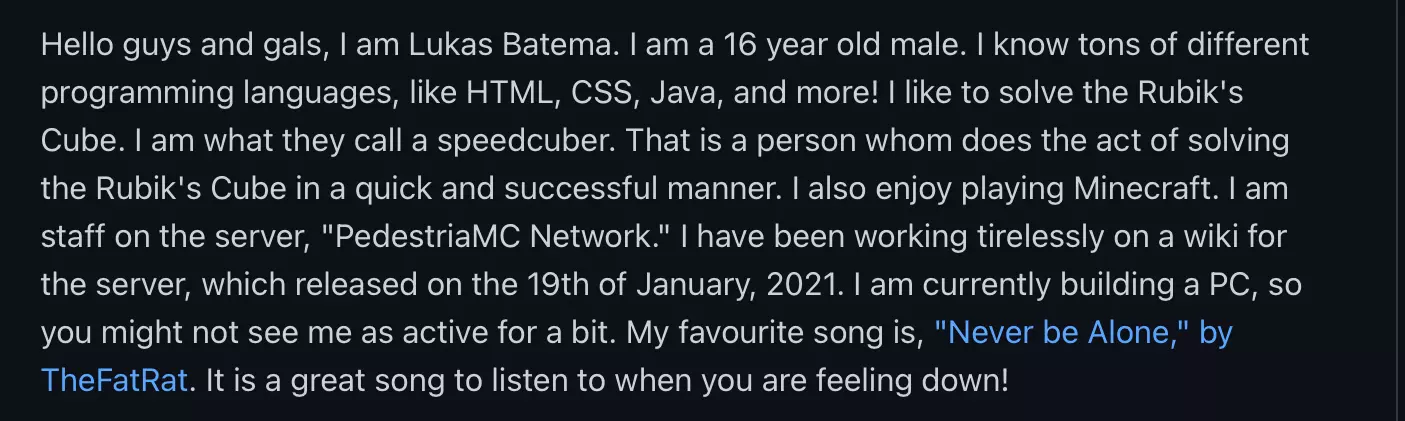 Hello guys and gals, I am Lukas Batema. I am a 16 year old male. I know tons of different
programming languages, like HTML, CSS, Java, and more! I like to solve the Rubik's
Cube. I am what they call a speedcuber. That is a person whom does the act of solving
the Rubik's Cube in a quick and successful manner. I also enjoy playing Minecraft. I am
staff on the server, "PedestriaMC Network." I have been working tirelessly on a wiki for
the server, which released on the 19th of January, 2021. I am currently building a PC, so
you might not see me as active for a bit. My favourite song is, "Never be Alone," by
TheFatRat. It is a great song to listen to when you are feeling down!